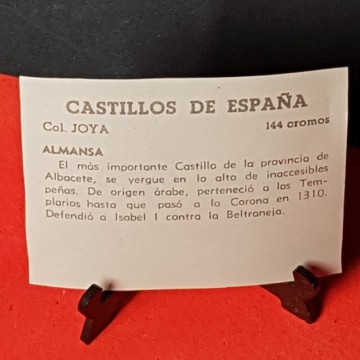 CASTILLOS DE ESPAÑA
Col. JOYA 144 cromos
ALMANSA
El más importante Castillo de la provincia de
Albacete, se yergue en lo alto de inaccesibles
peñas. De origen árabe, perteneció a los Tem-
plarios hasta que pasó a la Corona en 1310.
Defendió a Isabel I contra la Beltraneja.